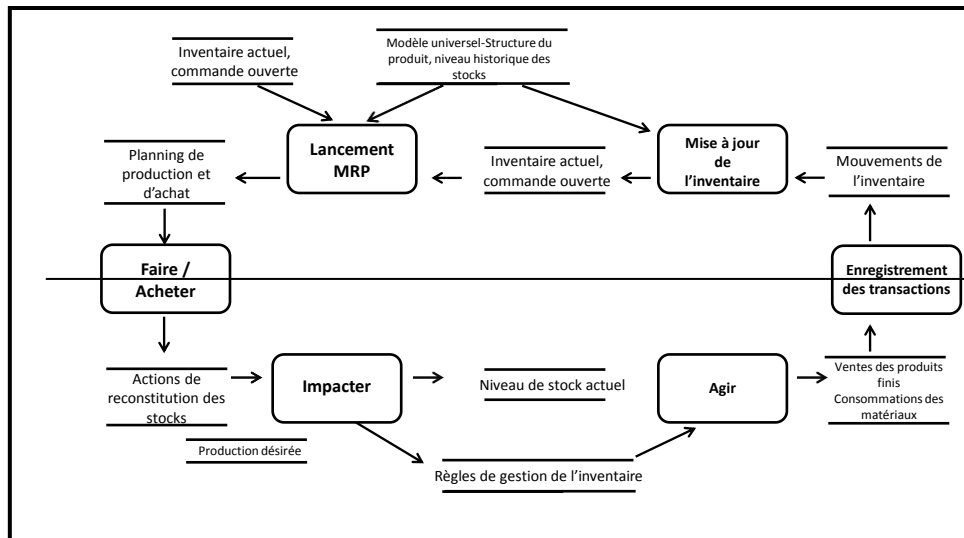 Inventaire actuel,
commande ouverte
Modèle universel-Structure du
produit, niveau historique des
stocks
Planning de
production et
d’achat
Lancement
MRP
Inventaire actuel,
commande ouverte
Mise à jour
de
l’inventaire
Mouvements de
l’inventaire
Faire /
Acheter
Enregistrement
des transactions
Actions de
reconstitution des
stocks
Impacter
Niveau de stock actuel
Agir
Ventes des produits
finis
Consommations des
matériaux
Production désirée
Règles de gestion de l’inventaire